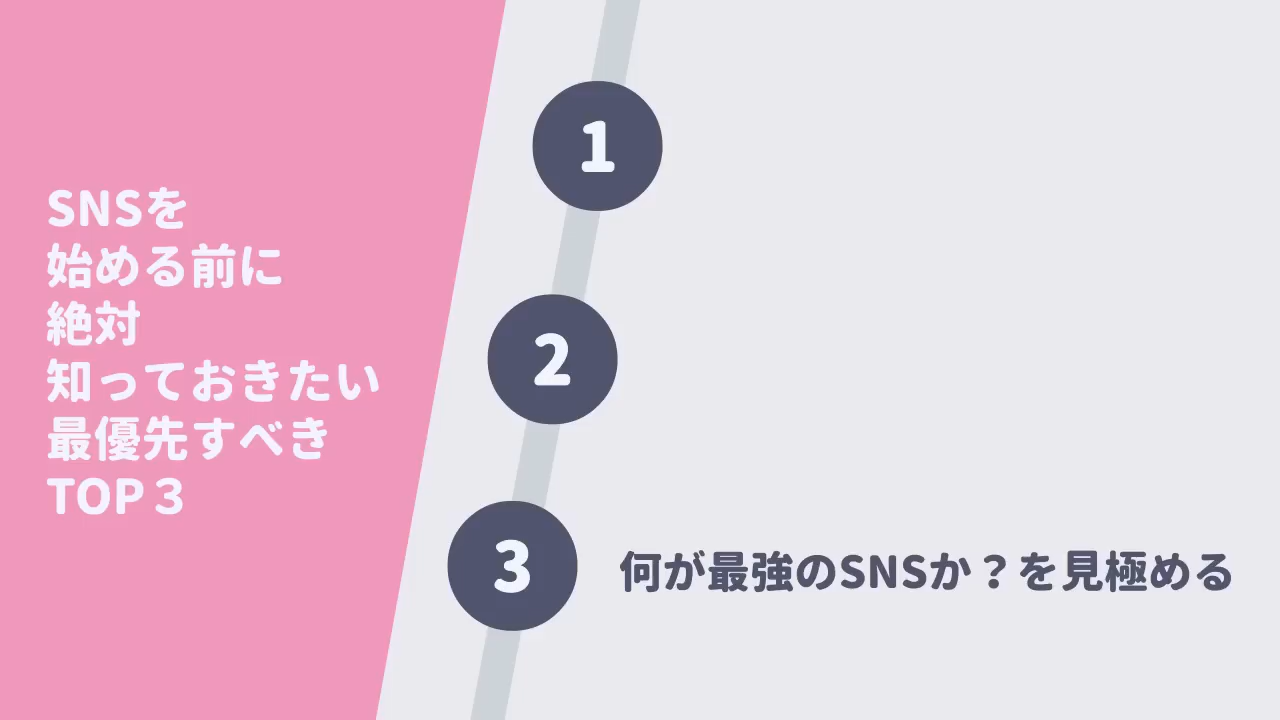 SNSを
始める前に
絶対
知っておきたい
最優先すべき
TOP３
1
2
3
何が最強のSNSか？を見極める